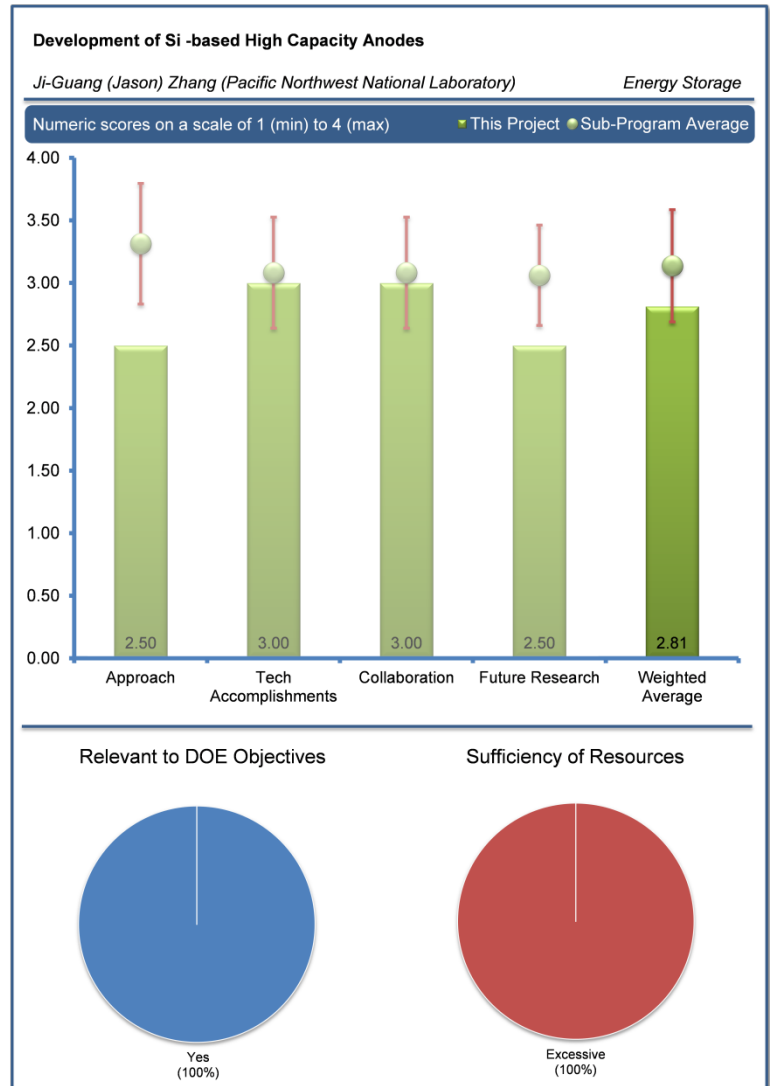 Development of Si -based High Capacity Anodes
Ji-Guang (Jason) Zhang (Pacific Northwest National Laboratory) Energy Storage
Numeric scores on a scale of 1 (min) to 4 (max) This Project Sub-Program Average
4.00
3.50
3.00
2.50
2.00
1.50
1.00
0.50
0.00
2.50 3.00 3.00 2.50 2.81
Approach Tech Accomplishments Collaboration Future Research Weighted Average
Relevant to DOE Objectives Sufficiency of Resources
Yes (100%)
Excessive (100%)